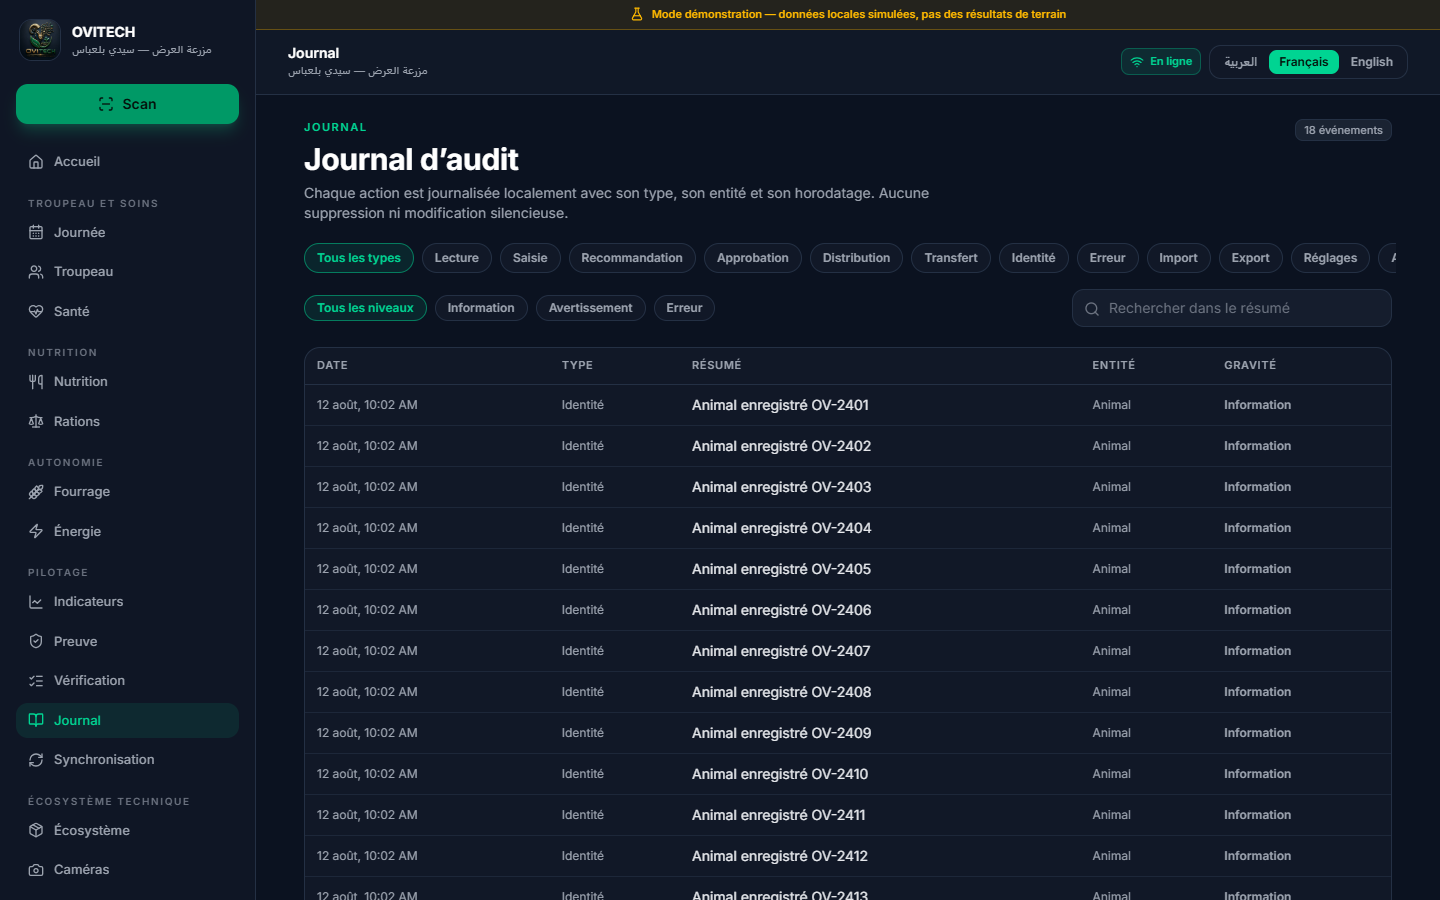 Mode démonstration — données locales simulées, pas des résultats de terrain
OVITECH
مزرعة العرض — سيدي بلعباس
Scan
Accueil
TROUPEAU ET SOINS
Journée
Troupeau
Santé
NUTRITION
Nutrition
Rations
AUTONOMIE
Fourrage
Énergie
PILOTAGE
Indicateurs
Preuve
Vérification
Journal
Synchronisation
ÉCOSYSTÈME TECHNIQUE
Écosystème
Caméras
Journal
مزرعة العرض — سيدي بلعباس
En ligne
العربية Français English
JOURNAL
18 événements
Journal d’audit
Chaque action est journalisée localement avec son type, son entité et son horodatage. Aucune
suppression ni modification silencieuse.
Tous les types Lecture Saisie Recommandation Approbation Distribution Transfert Identité Erreur Import Export Réglages
Tous les niveaux Information Avertissement Erreur
Rechercher dans le résumé
DATE TYPE RÉSUMÉ ENTITÉ GRAVITÉ
12 août, 10:02 AM Identité Animal enregistré OV-2401 Animal Information
12 août, 10:02 AM Identité Animal enregistré OV-2402 Animal Information
12 août, 10:02 AM Identité Animal enregistré OV-2403 Animal Information
12 août, 10:02 AM Identité Animal enregistré OV-2404 Animal Information
12 août, 10:02 AM Identité Animal enregistré OV-2405 Animal Information
12 août, 10:02 AM Identité Animal enregistré OV-2406 Animal Information
12 août, 10:02 AM Identité Animal enregistré OV-2407 Animal Information
12 août, 10:02 AM Identité Animal enregistré OV-2408 Animal Information
12 août, 10:02 AM Identité Animal enregistré OV-2409 Animal Information
12 août, 10:02 AM Identité Animal enregistré OV-2410 Animal Information
12 août, 10:02 AM Identité Animal enregistré OV-2411 Animal Information
12 août, 10:02 AM Identité Animal enregistré OV-2412 Animal Information
12 août, 10:02 AM Identité Animal enregistré OV-2413 Animal Information